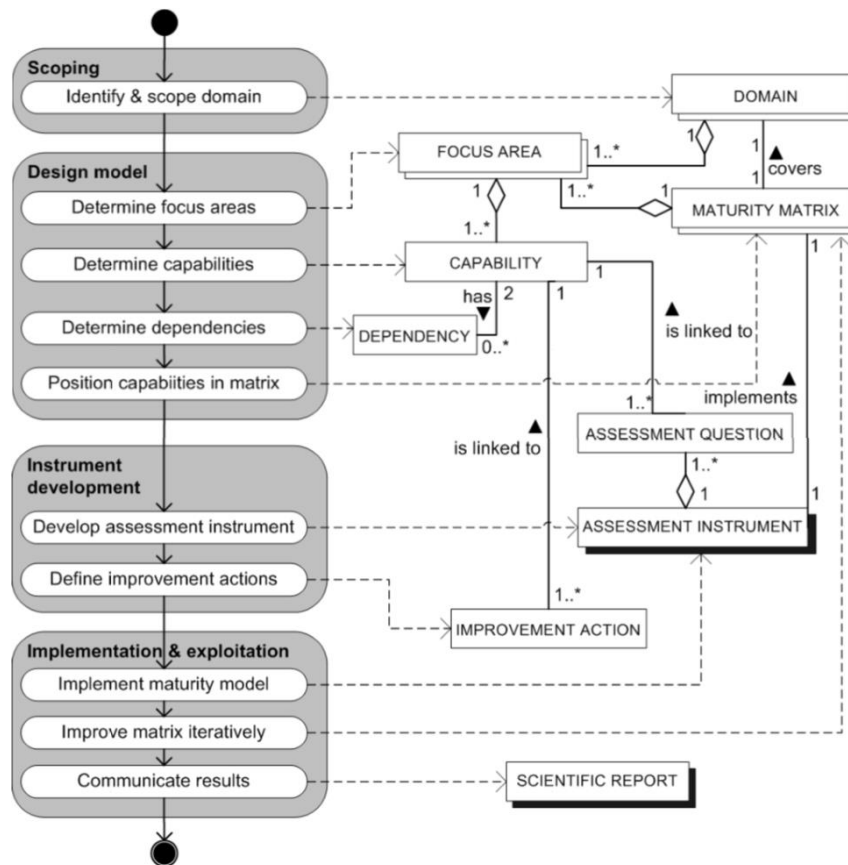 Scoping
Identify & scope domain
Design model
Determine focus areas
Determine capabilities
Determine dependencies
Position capabiities in matrix
Instrument
development
Develop assessment instrument
Define improvement actions
Implementation & exploitation
Implement maturity model
Improve matrix iteratively
Communicate results
DOMAIN
1
1
▲
covers
1..*
FOCUS AREA
1
1..*
1
1
MATURITY MATRIX
1
1..*
CAPABILITY
1
has
▼
2
1
DEPENDENCY
0..*
▲
is linked to
▲
implements
1..*
▲
is linked to
ASSESSMENT QUESTION
1..*
1
1
ASSESSMENT INSTRUMENT
1..*
IMPROVEMENT ACTION
SCIENTIFIC REPORT